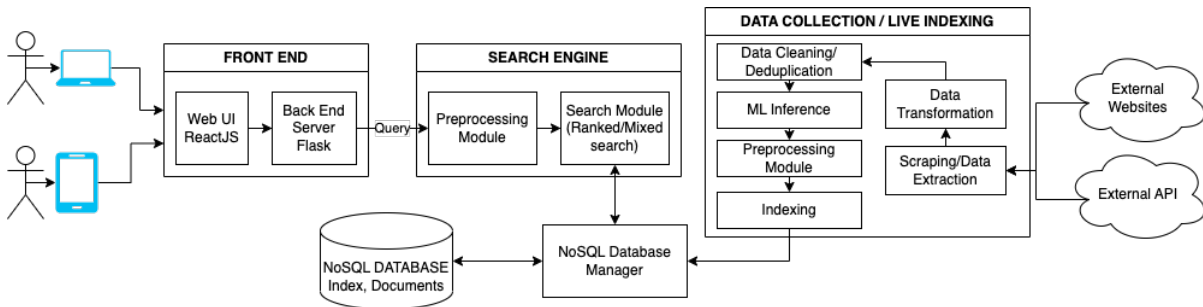 FRONT END
Web UI
ReactJS
Back End
Server
Flask
Query
SEARCH ENGINE
Preprocessing
Module
Search Module
(Ranked/Mixed
search)
NoSQL DATABASE
Index, Documents
NoSQL Database
Manager
DATA COLLECTION / LIVE INDEXING
Data Cleaning/
Deduplication
ML Inference
Preprocessing
Module
Indexing
Data
Transformation
Scraping/Data
Extraction
External
Websites
External API